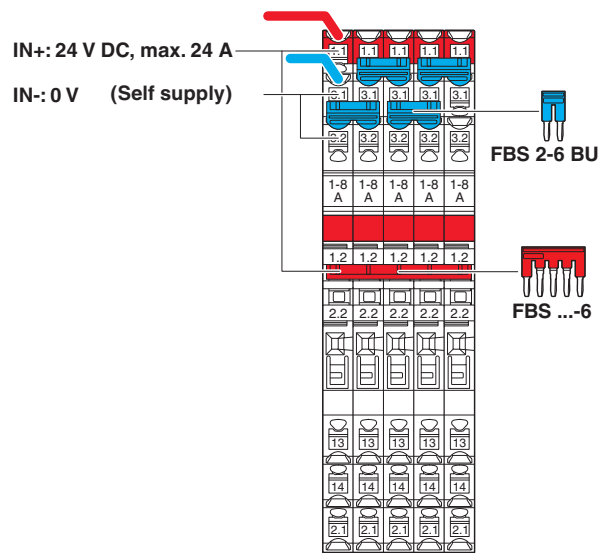 IN+: 24 V DC, max. 24 A
1.1 1.1 1.1 1.1 1.1
IN-: 0 V (Self supply)
3.1 3.1 3.1 3.1 3.1
3.2 3.2 3.2 3.2 3.2
FBS 2-6 BU
1-8 1-8 1-8 1-8 1-8
A A A A A
1.2 1.2 1.2 1.2 1.2
FBS ...-6
2.2 2.2 2.2 2.2 2.2
13 13 13 13 13
14 14 14 14 14
2.1 2.1 2.1 2.1 2.1